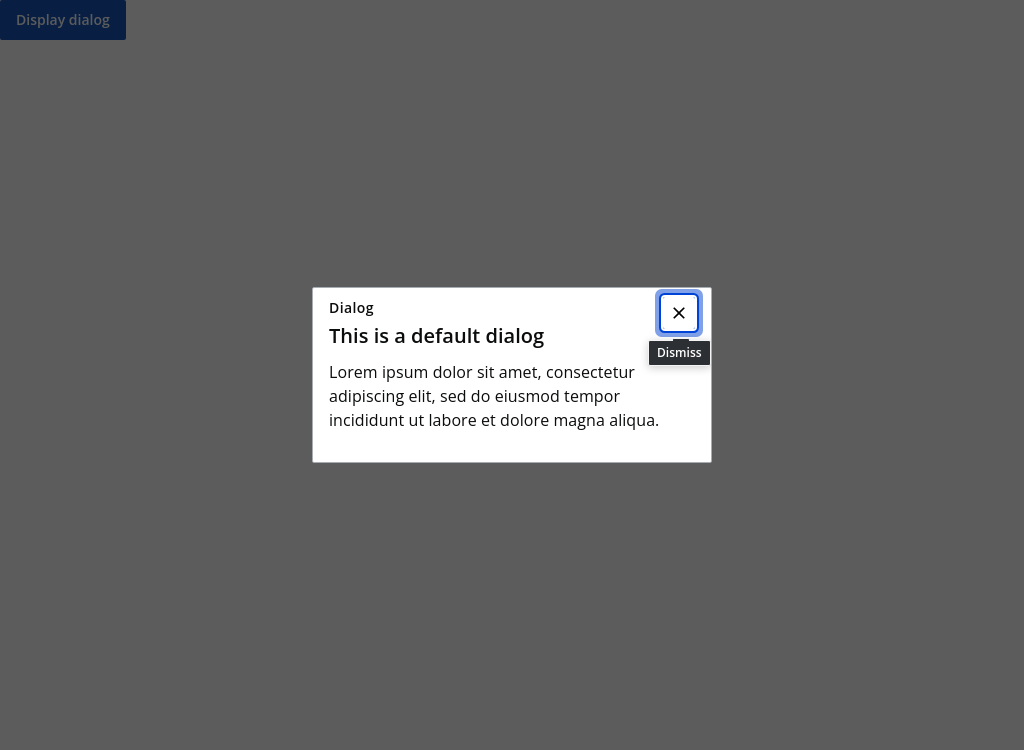 Display dialog
Dialog
This is a default dialog
Dismiss
Lorem ipsum dolor sit amet, consectetur
adipiscing elit, sed do eiusmod tempor
incididunt ut labore et dolore magna aliqua.